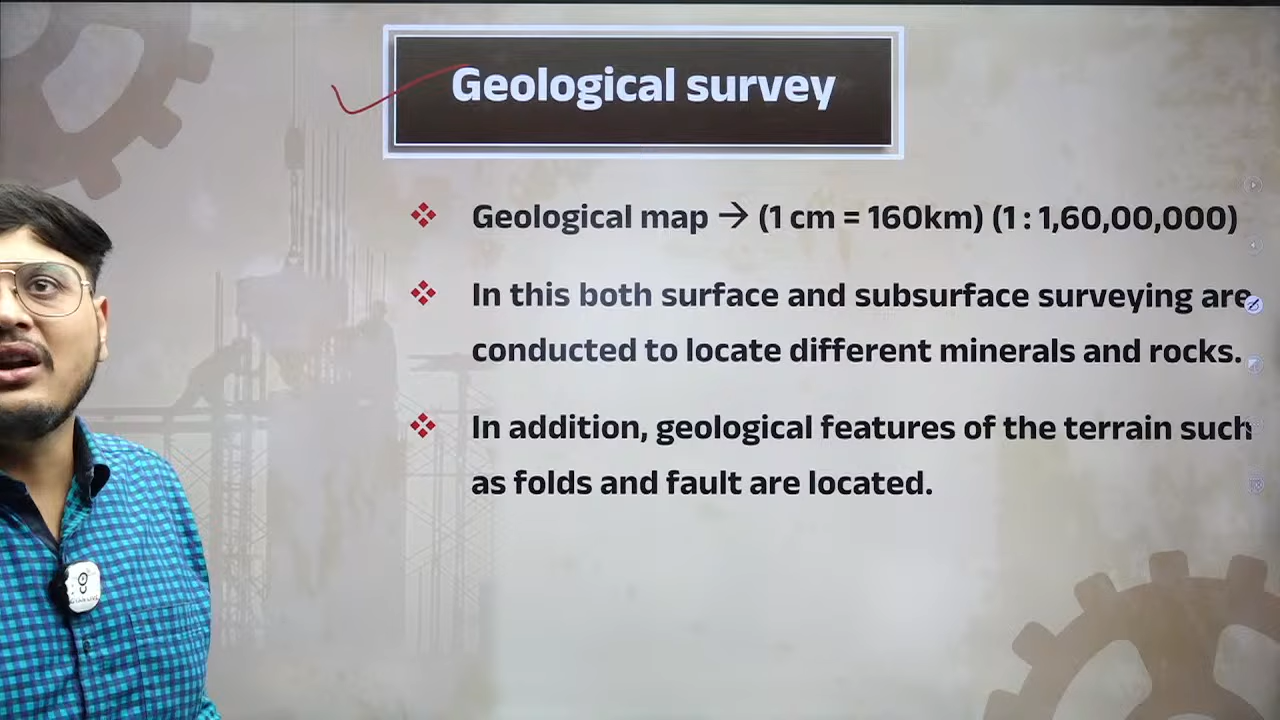 Geological survey
Geological map → (1 cm = 160km) (1 : 1,60,00,000)
In this both surface and subsurface surveying are
conducted to locate different minerals and rocks.
In addition, geological features of the terrain such
as folds and fault are located.